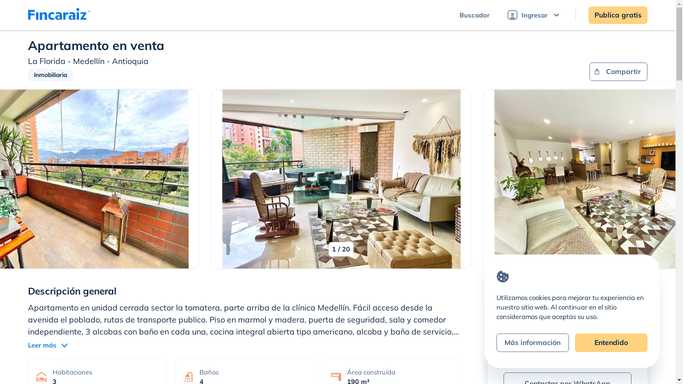 Fincaraiz
Buscador
Ingresar
Publica gratis
Apartamento en venta
La Florida - Medellín - Antioquia
Inmobiliaria
Compartir
1 / 20
Descripción general
Apartamento en unidad cerrada sector la tomatera, parte arriba de la clínica Medellín. Fácil acceso desde la
avenida el poblado, rutas de transporte publico. Piso en marmol y madera, puerta de seguridad, sala y comedor
independiente, 3 alcobas con baño en cada una, cocina integral abierta tipo americano, alcoba y baño de servicio,...
Leer más
Habitaciones
3
Baños
4
Área construida
190 m²
Utilizamos cookies para mejorar tu experiencia en
nuestro sitio web. Al continuar en el sitio
consideramos que aceptas su uso.
Más información
Entendido
Contactar por WhatsApp